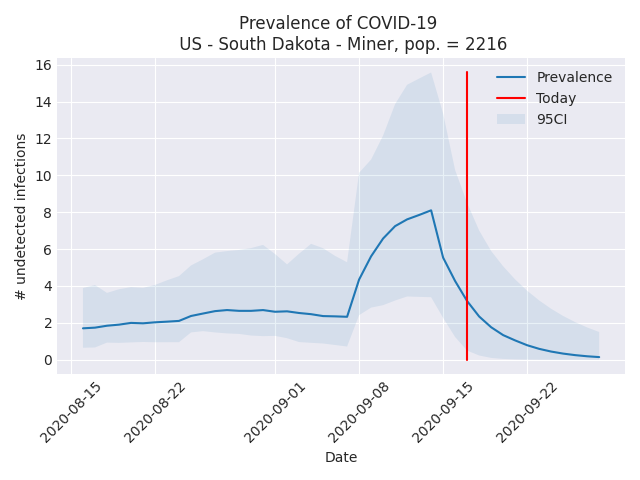 Prevalence of COVID-19
US - South Dakota - Miner, pop. = 2216
16
14
12
10
8
6
4
2
0
# undetected infections
Prevalence
Today
95CI
2020-08-15
2020-08-22
2020-09-01
2020-09-08
2020-09-15
2020-09-22
Date